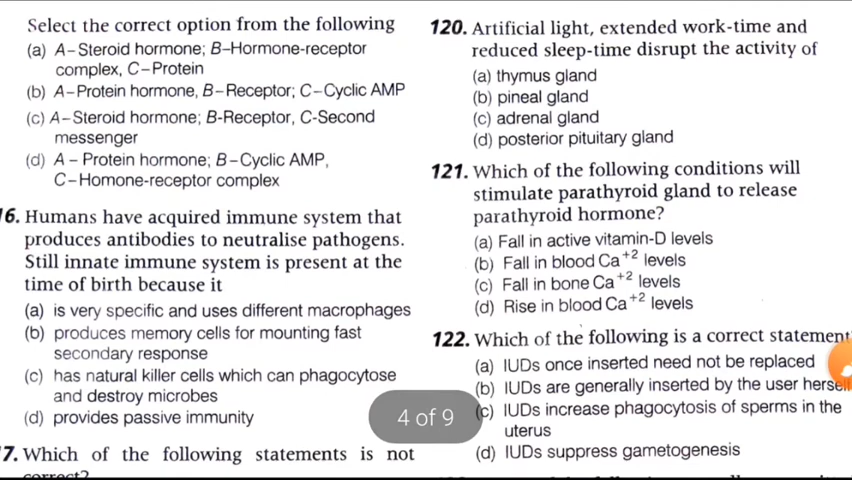 Select the correct option from the following
(a) A–Steroid hormone; B–Hormone-receptor
complex, C–Protein
(b) A–Protein hormone, B–Receptor; C–Cyclic AMP
(c) A–Steroid hormone; B-Receptor, C-Second
messenger
(d) A – Protein hormone; B–Cyclic AMP,
C–Homone-receptor complex
16. Humans have acquired immune system that
produces antibodies to neutralise pathogens.
Still innate immune system is present at the
time of birth because it
(a) is very specific and uses different macrophages
(b) produces memory cells for mounting fast
secondary response
(c) has natural killer cells which can phagocytose
and destroy microbes
(d) provides passive immunity
7. Which of the following statements is not
correct?
120. Artificial light, extended work-time and
reduced sleep-time disrupt the activity of
(a) thymus gland
(b) pineal gland
(c) adrenal gland
(d) posterior pituitary gland
121. Which of the following conditions will
stimulate parathyroid gland to release
parathyroid hormone?
(a) Fall in active vitamin-D levels
(b) Fall in blood Ca⁺² levels
(c) Fall in bone Ca⁺² levels
(d) Rise in blood Ca⁺² levels
122. Which of the following is a correct statement
(a) IUDs once inserted need not be replaced
(b) IUDs are generally inserted by the user herself
(c) IUDs increase phagocytosis of sperms in the
uterus
(d) IUDs suppress gametogenesis
4 of 9